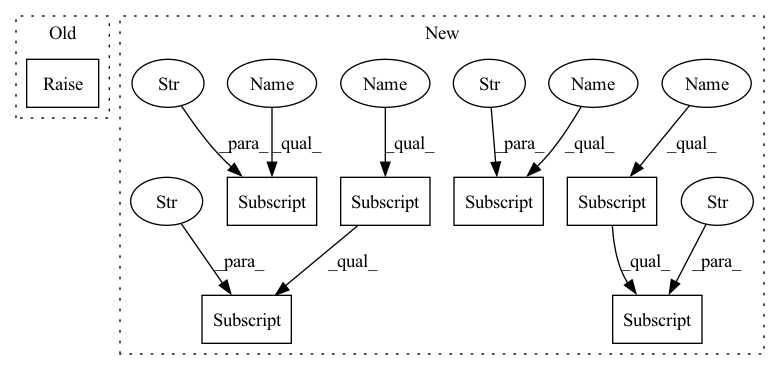 Old
New
Raise
Str
Name
Name
Str
Name
Name
_para_
_qual_
_qual_
_para_
_qual_
_qual_
Str
Subscript
Subscript
Subscript
Subscript
Str
_para_
_qual_
_qual_
_para_
Subscript
Subscript